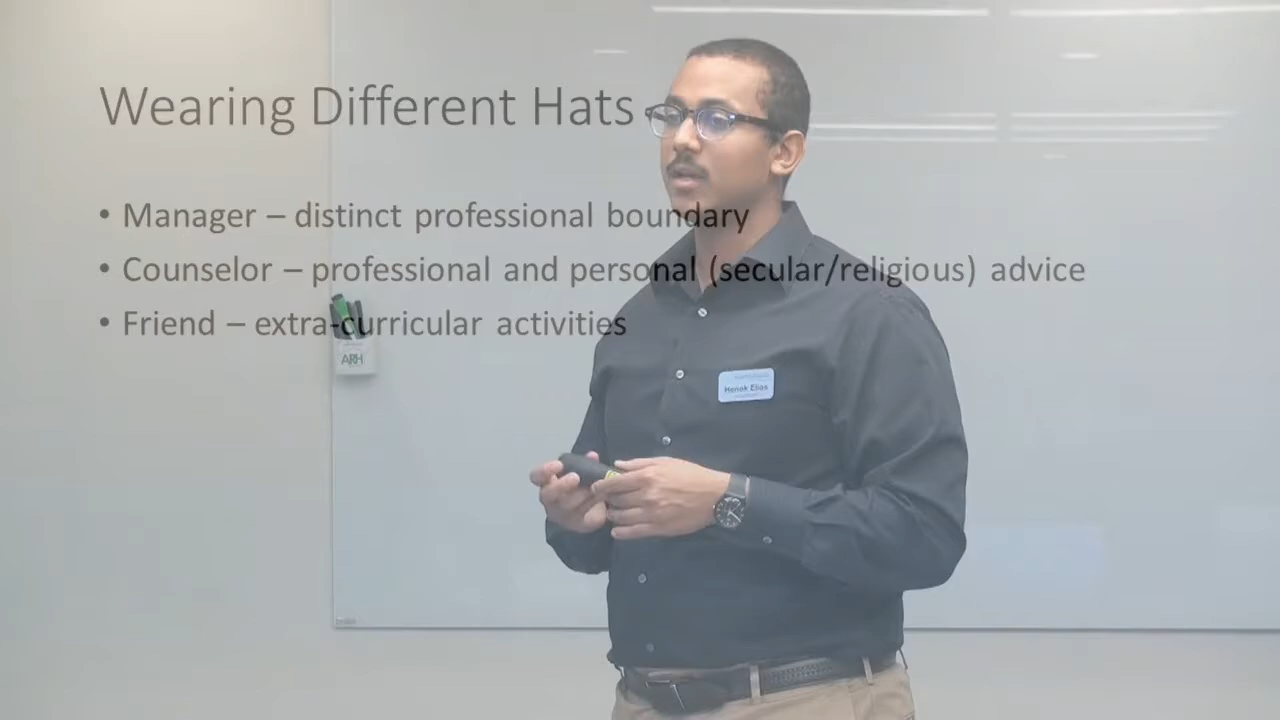 Wearing Different Hats
• Manager – distinct professional boundary
• Counselor – professional and personal (secular/religious) advice
• Friend – extra-curricular activities
ARH
Henok Elias